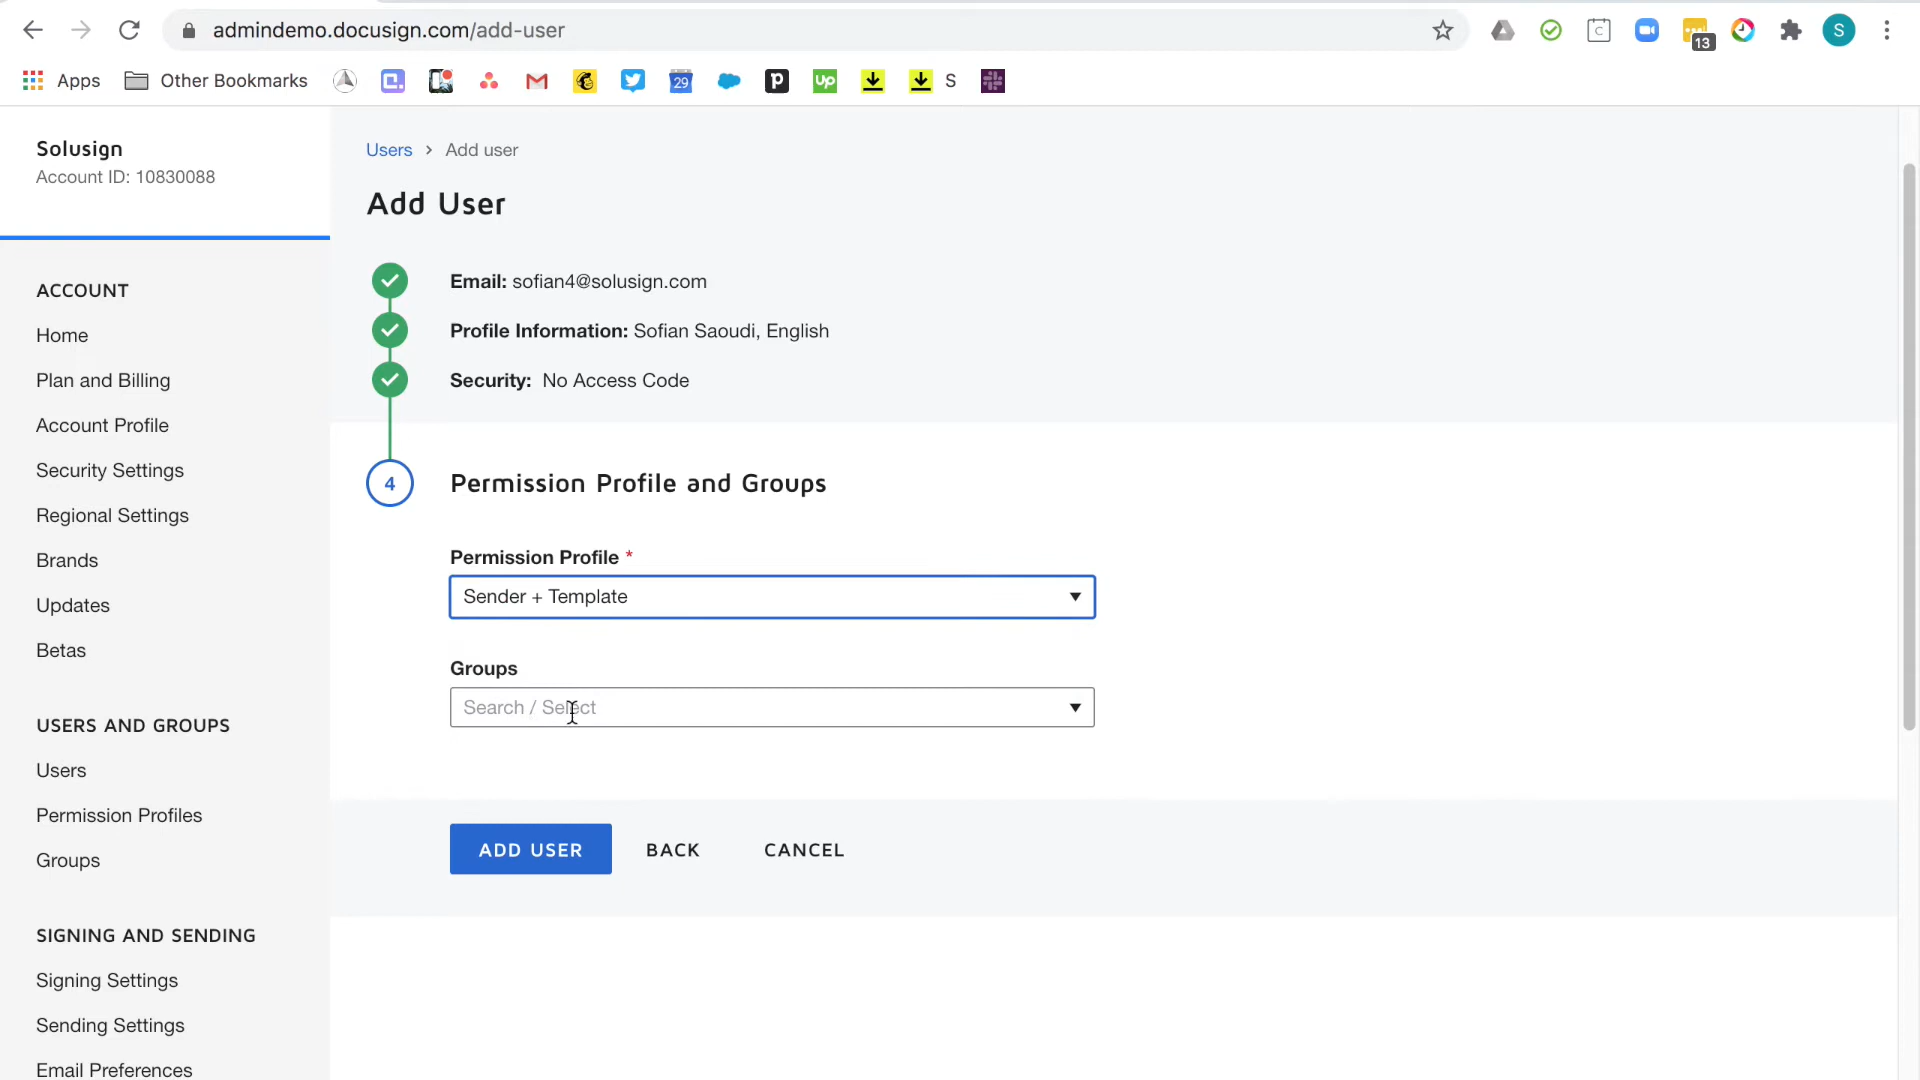 admindemo.docusign.com/add-user
13
S
Apps
Other Bookmarks
29
up
S
Solusign
Account ID: 10830088
ACCOUNT
Home
Plan and Billing
Account Profile
Security Settings
Regional Settings
Brands
Updates
Betas
USERS AND GROUPS
Users
Permission Profiles
Groups
SIGNING AND SENDING
Signing Settings
Sending Settings
Email Preferences
Users > Add user
Add User
Email: sofian4@solusign.com
Profile Information: Sofian Saoudi, English
Security: No Access Code
4
Permission Profile and Groups
Permission Profile *
Sender + Template
Groups
Search / Select
ADD USER BACK CANCEL